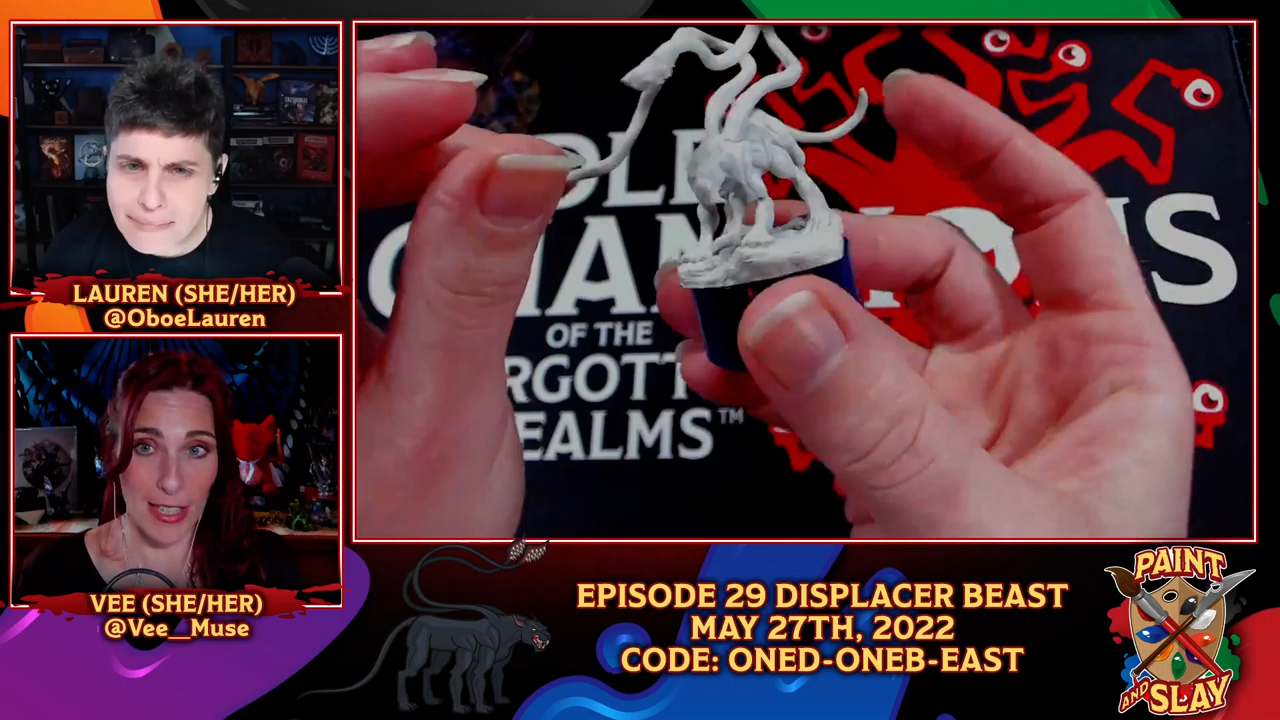 LAUREN (SHE/HER)
@OboeLauren
VEE (SHE/HER)
@Vee__Muse
OF THE
REALMS™
EPISODE 29 DISPLACER BEAST
MAY 27TH, 2022
CODE: ONED-ONEB-EAST
PAINT
AND SLAY